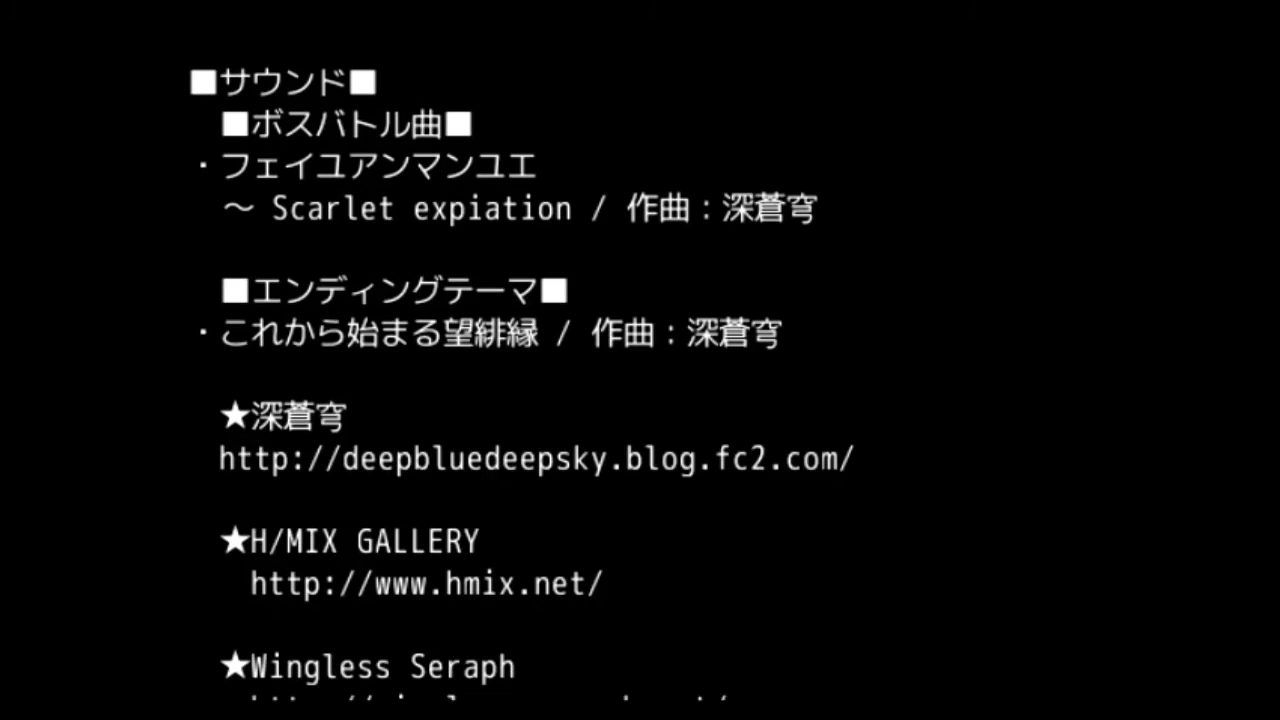 ■サウンド■
■ボスバトル曲■
・フェイユアンマンユエ
～ Scarlet expiation / 作曲：深蒼穹
■エンディングテーマ■
・これから始まる望緋縁 / 作曲：深蒼穹
★深蒼穹
http://deepbluedeepsky.blog.fc2.com/
★H/MIX GALLERY
http://www.hmix.net/
★Wingless Seraph